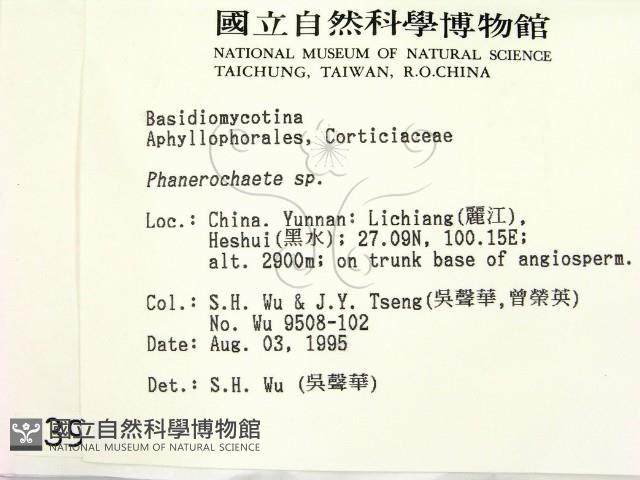 國立自然科學博物館
NATIONAL MUSEUM OF NATURAL SCIENCE
TAICHUNG, TAIWAN, R.O.CHINA
Basidiomycotina
Aphyllophorales, Corticiaceae
Phanerochaete sp.
Loc.: China. Yunnan: Lichiang(麗江),
Heshui(黑水); 27.09N, 100.15E;
alt. 2900m; on trunk base of angiosperm.
Col.: S.H. Wu & J.Y. Tseng(吳聲華,曾榮英)
No. Wu 9508-102
Date: Aug. 03, 1995
Det.: S.H. Wu (吳聲華)
國立自然科學博物館
NATIONAL MUSEUM OF NATURAL SCIENCE